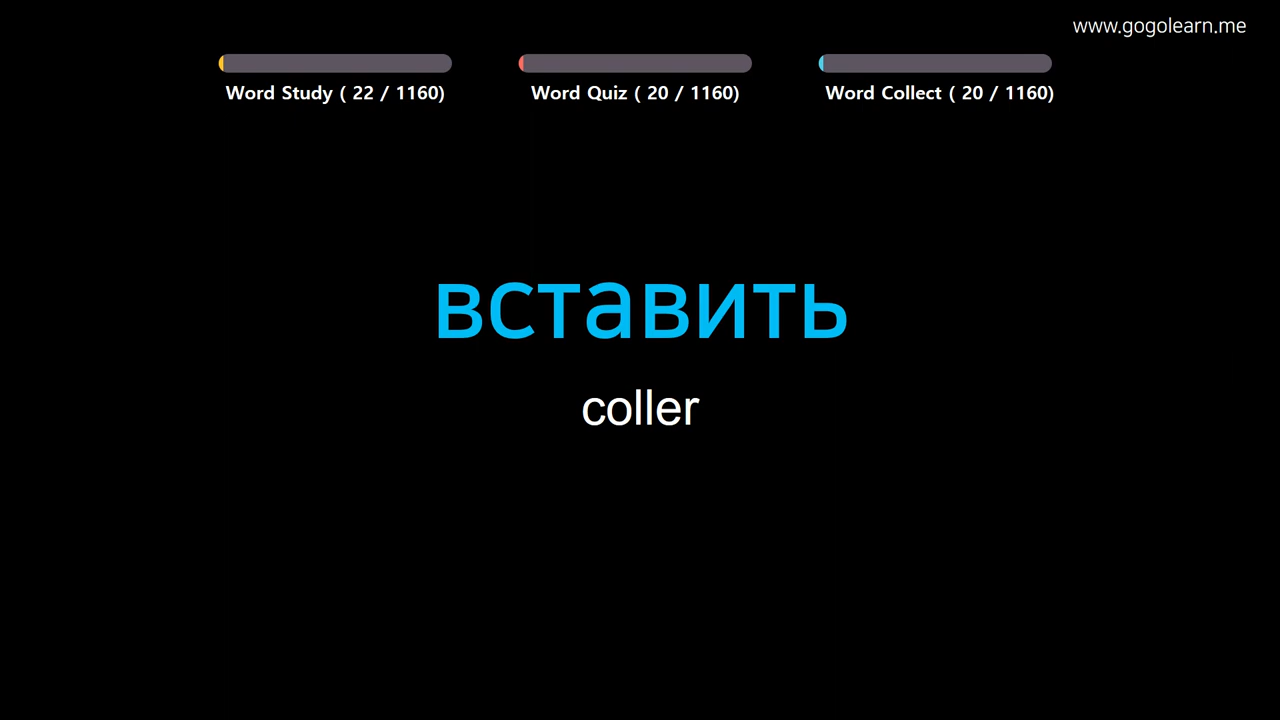 www.gogolearn.me
Word Study ( 22 / 1160)
Word Quiz ( 20 / 1160)
Word Collect ( 20 / 1160)
вставить
coller